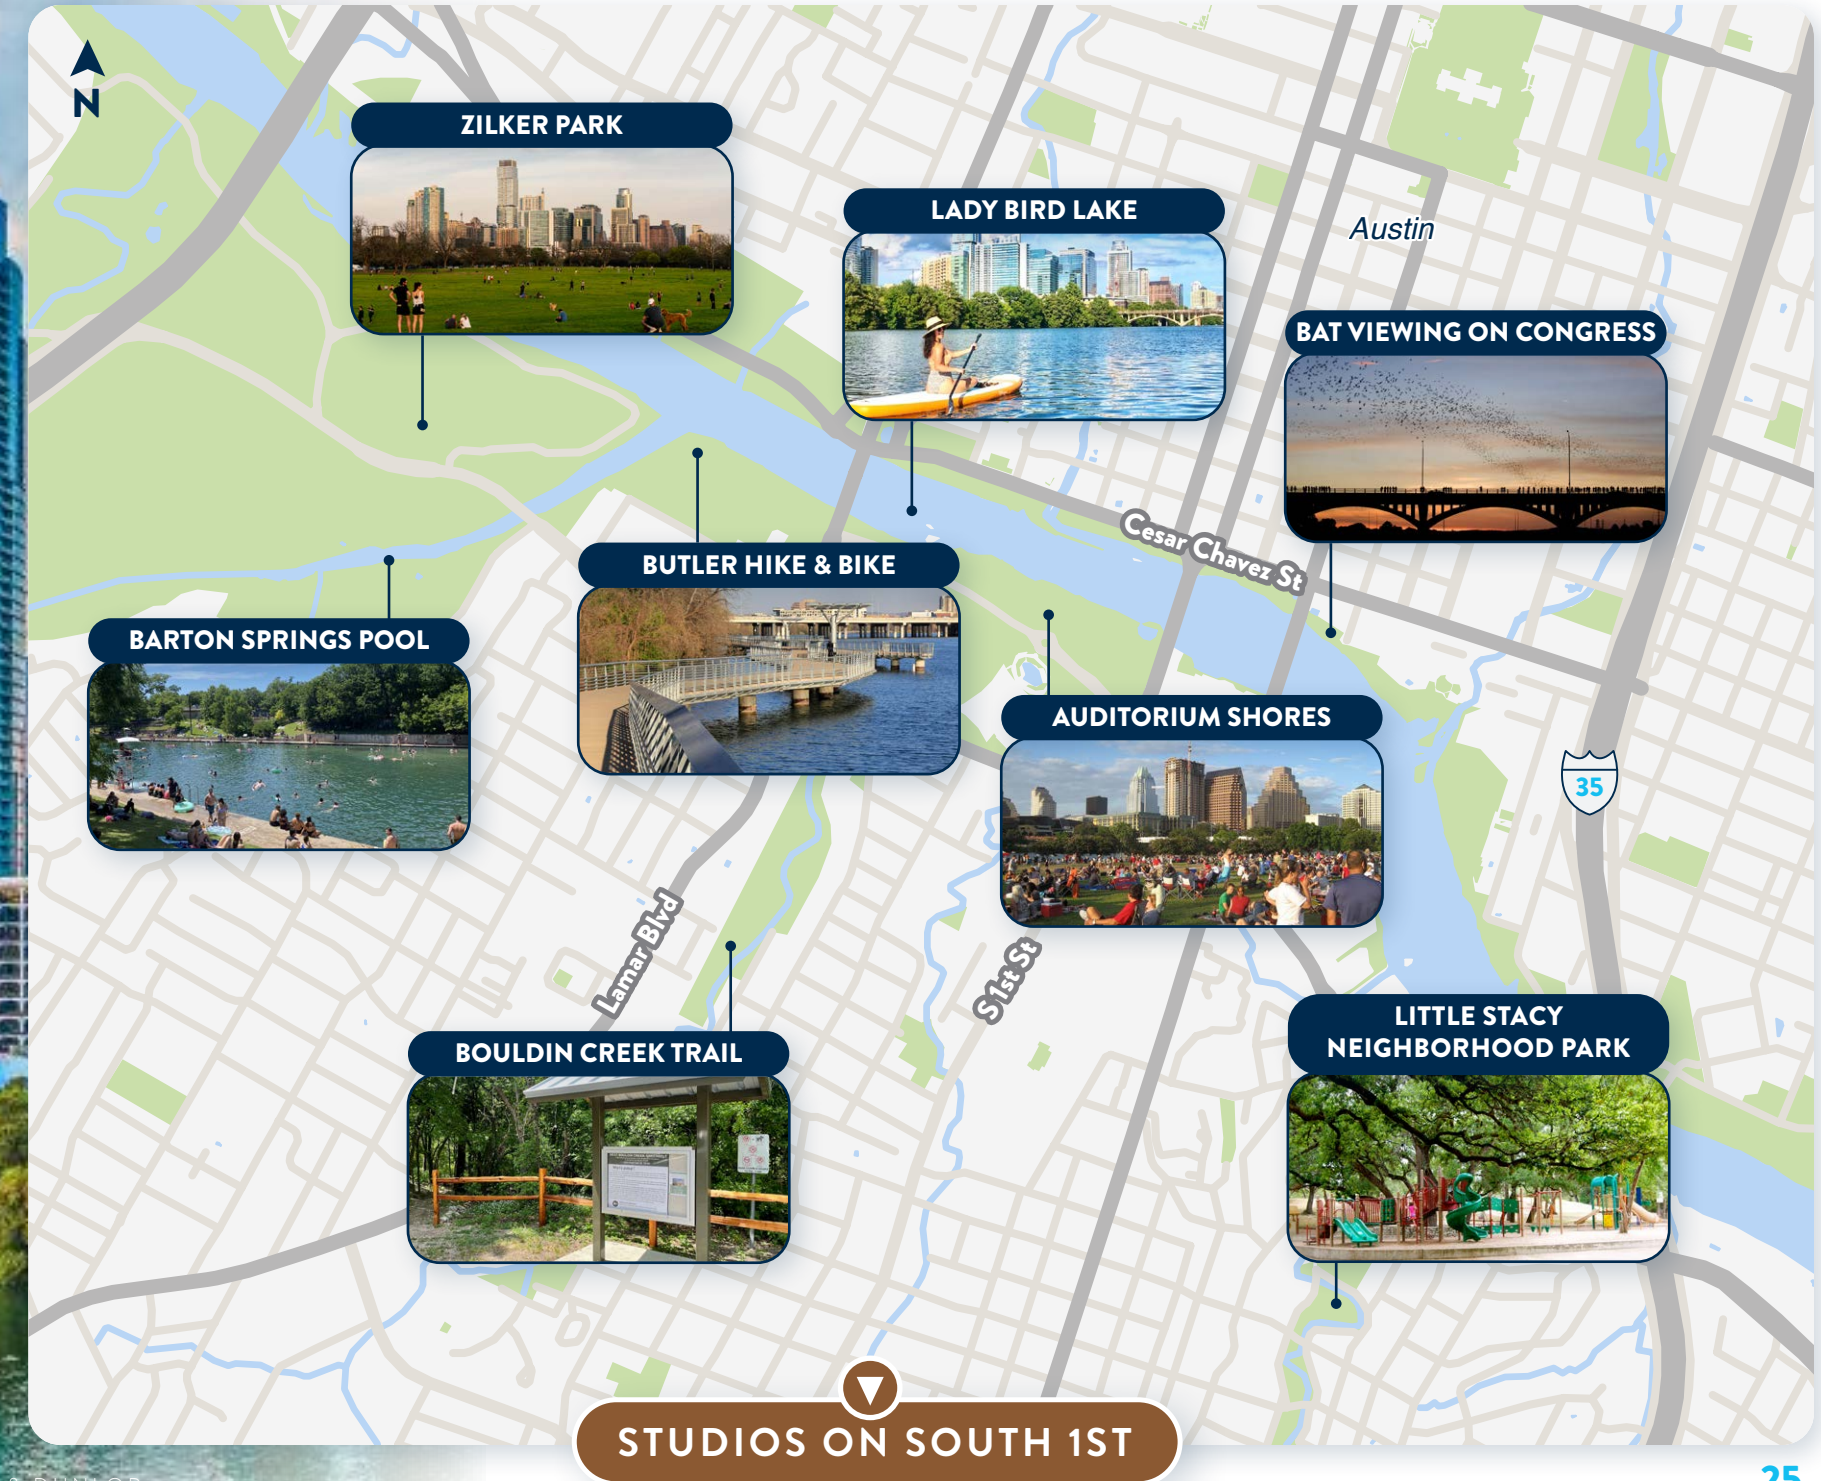 N
ZILKER PARK
LADY BIRD LAKE
Austin
BAT VIEWING ON CONGRESS
Cesar Chavez St
BUTLER HIKE & BIKE
BARTON SPRINGS POOL
AUDITORIUM SHORES
35
Lamar Blvd
S 1st St
LITTLE STACY
NEIGHBORHOOD PARK
BOULDIN CREEK TRAIL
STUDIOS ON SOUTH 1ST
25